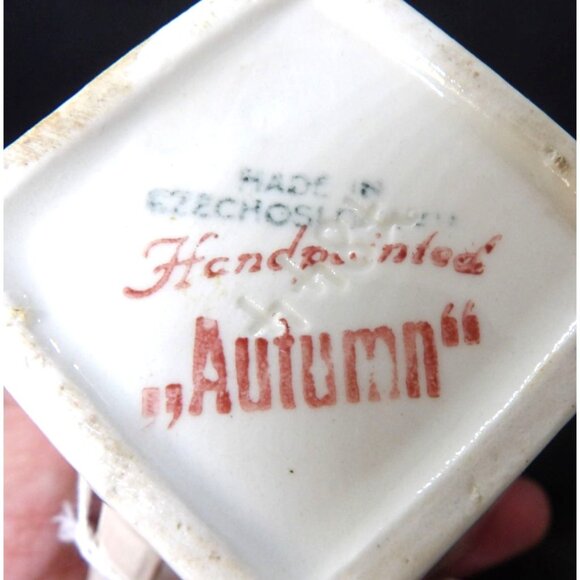 MADE IN
CZECHOSLOVAKIA
Handpainted
„Autumn“